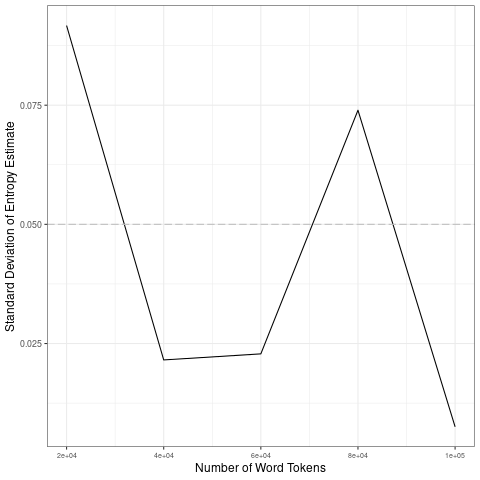 Standard Deviation of Entropy Estimate
0.075
0.050
0.025
2e+04 4e+04 6e+04 8e+04 1e+05
Number of Word Tokens